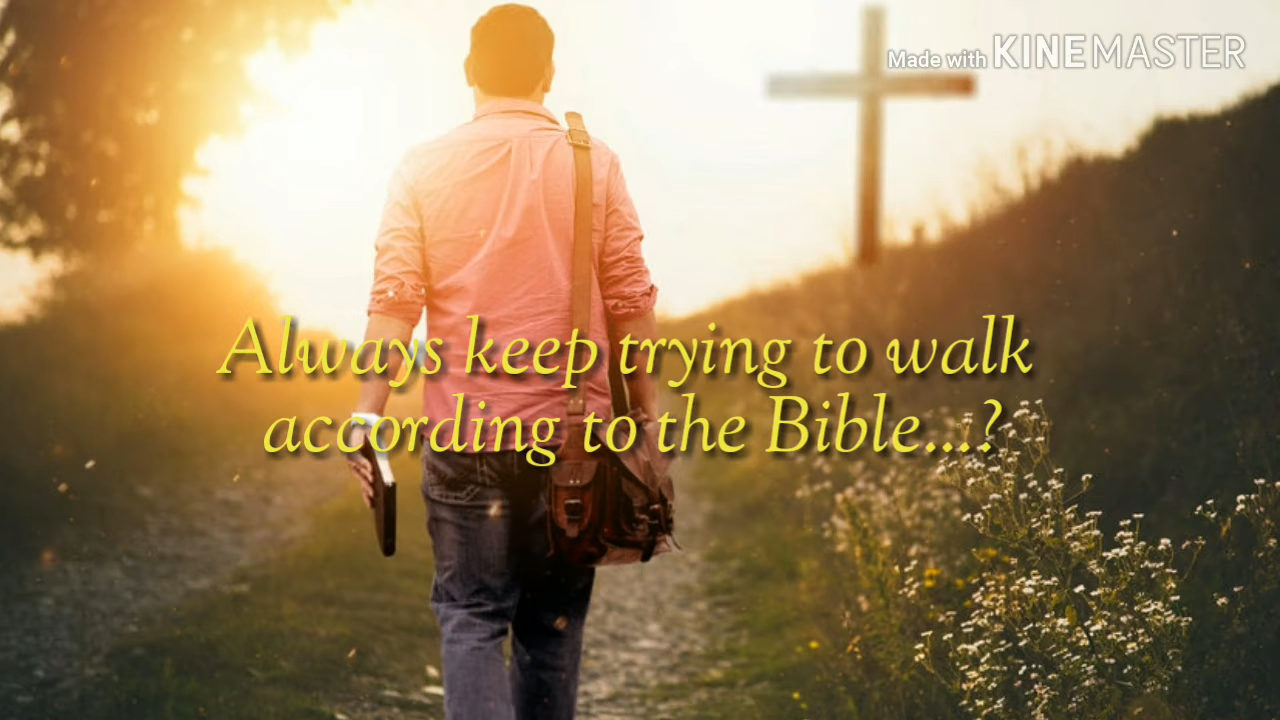 Made with KINEMASTER
Always keep trying to walk
according to the Bible...?